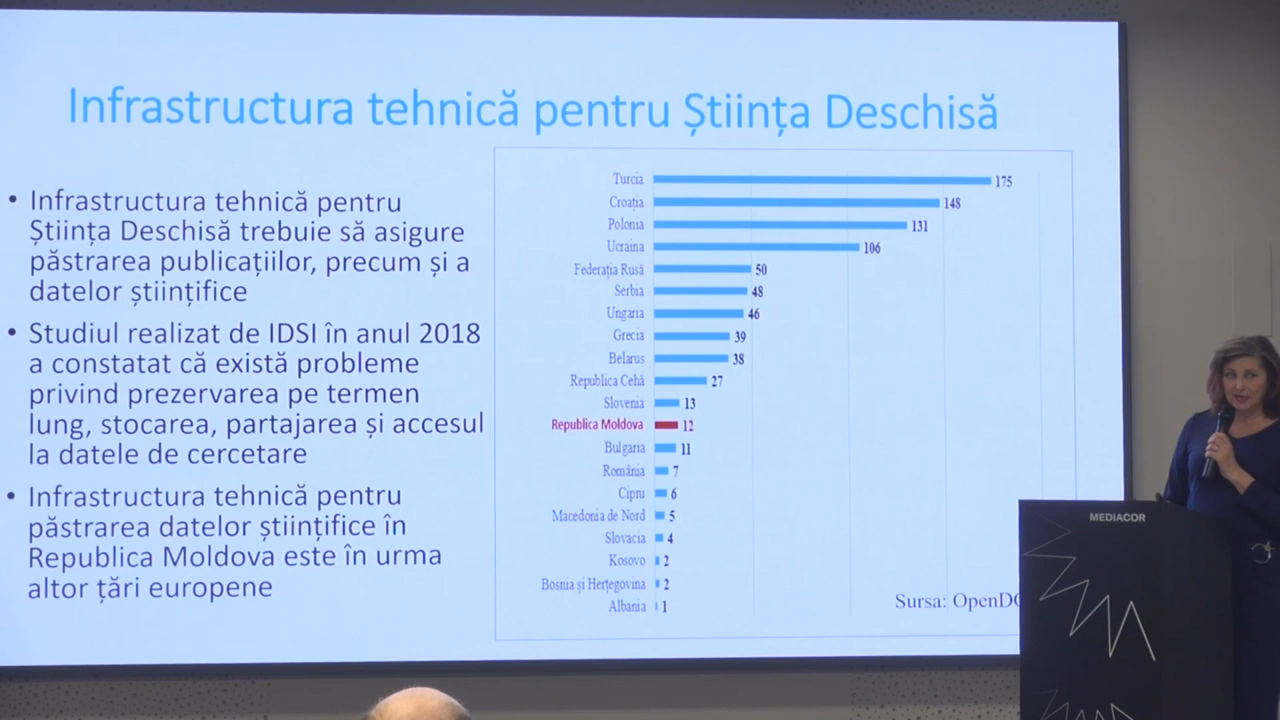 Infrastructura tehnică pentru Știința Deschisă
• Infrastructura tehnică pentru
Știința Deschisă trebuie să asigure
păstrarea publicațiilor, precum și a
datelor științifice
• Studiul realizat de IDSI în anul 2018
a constatat că există probleme
privind prezervarea pe termen
lung, stocarea, partajarea și accesul
la datele de cercetare
• Infrastructura tehnică pentru
păstrarea datelor științifice în
Republica Moldova este în urma
altor țări europene
Turcia 175
Croația 148
Polonia 131
Ucraina 106
Federația Rusă 50
Serbia 48
Ungaria 46
Grecia 39
Belarus 38
Republica Cehă 27
Slovenia 13
Republica Moldova 12
Bulgaria 11
România 7
Cipru 6
Macedonia de Nord 5
Slovacia 4
Kosovo 2
Bosnia și Herțegovina 2
Albania 1
Sursa:
MEDIACOR